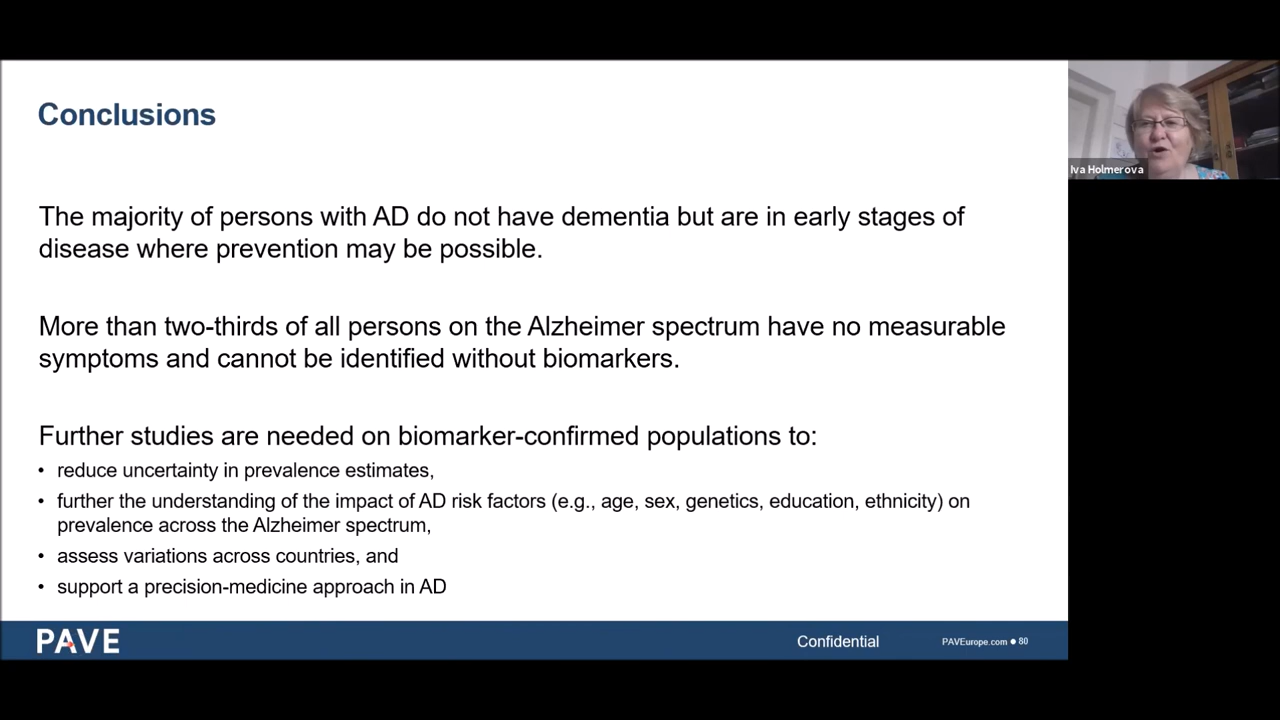 Conclusions
Iva Holmerova
The majority of persons with AD do not have dementia but are in early stages of
disease where prevention may be possible.
More than two-thirds of all persons on the Alzheimer spectrum have no measurable
symptoms and cannot be identified without biomarkers.
Further studies are needed on biomarker-confirmed populations to:
• reduce uncertainty in prevalence estimates,
• further the understanding of the impact of AD risk factors (e.g., age, sex, genetics, education, ethnicity) on
prevalence across the Alzheimer spectrum,
• assess variations across countries, and
• support a precision-medicine approach in AD
PAVE
Confidential
PAVEurope.com ● 80